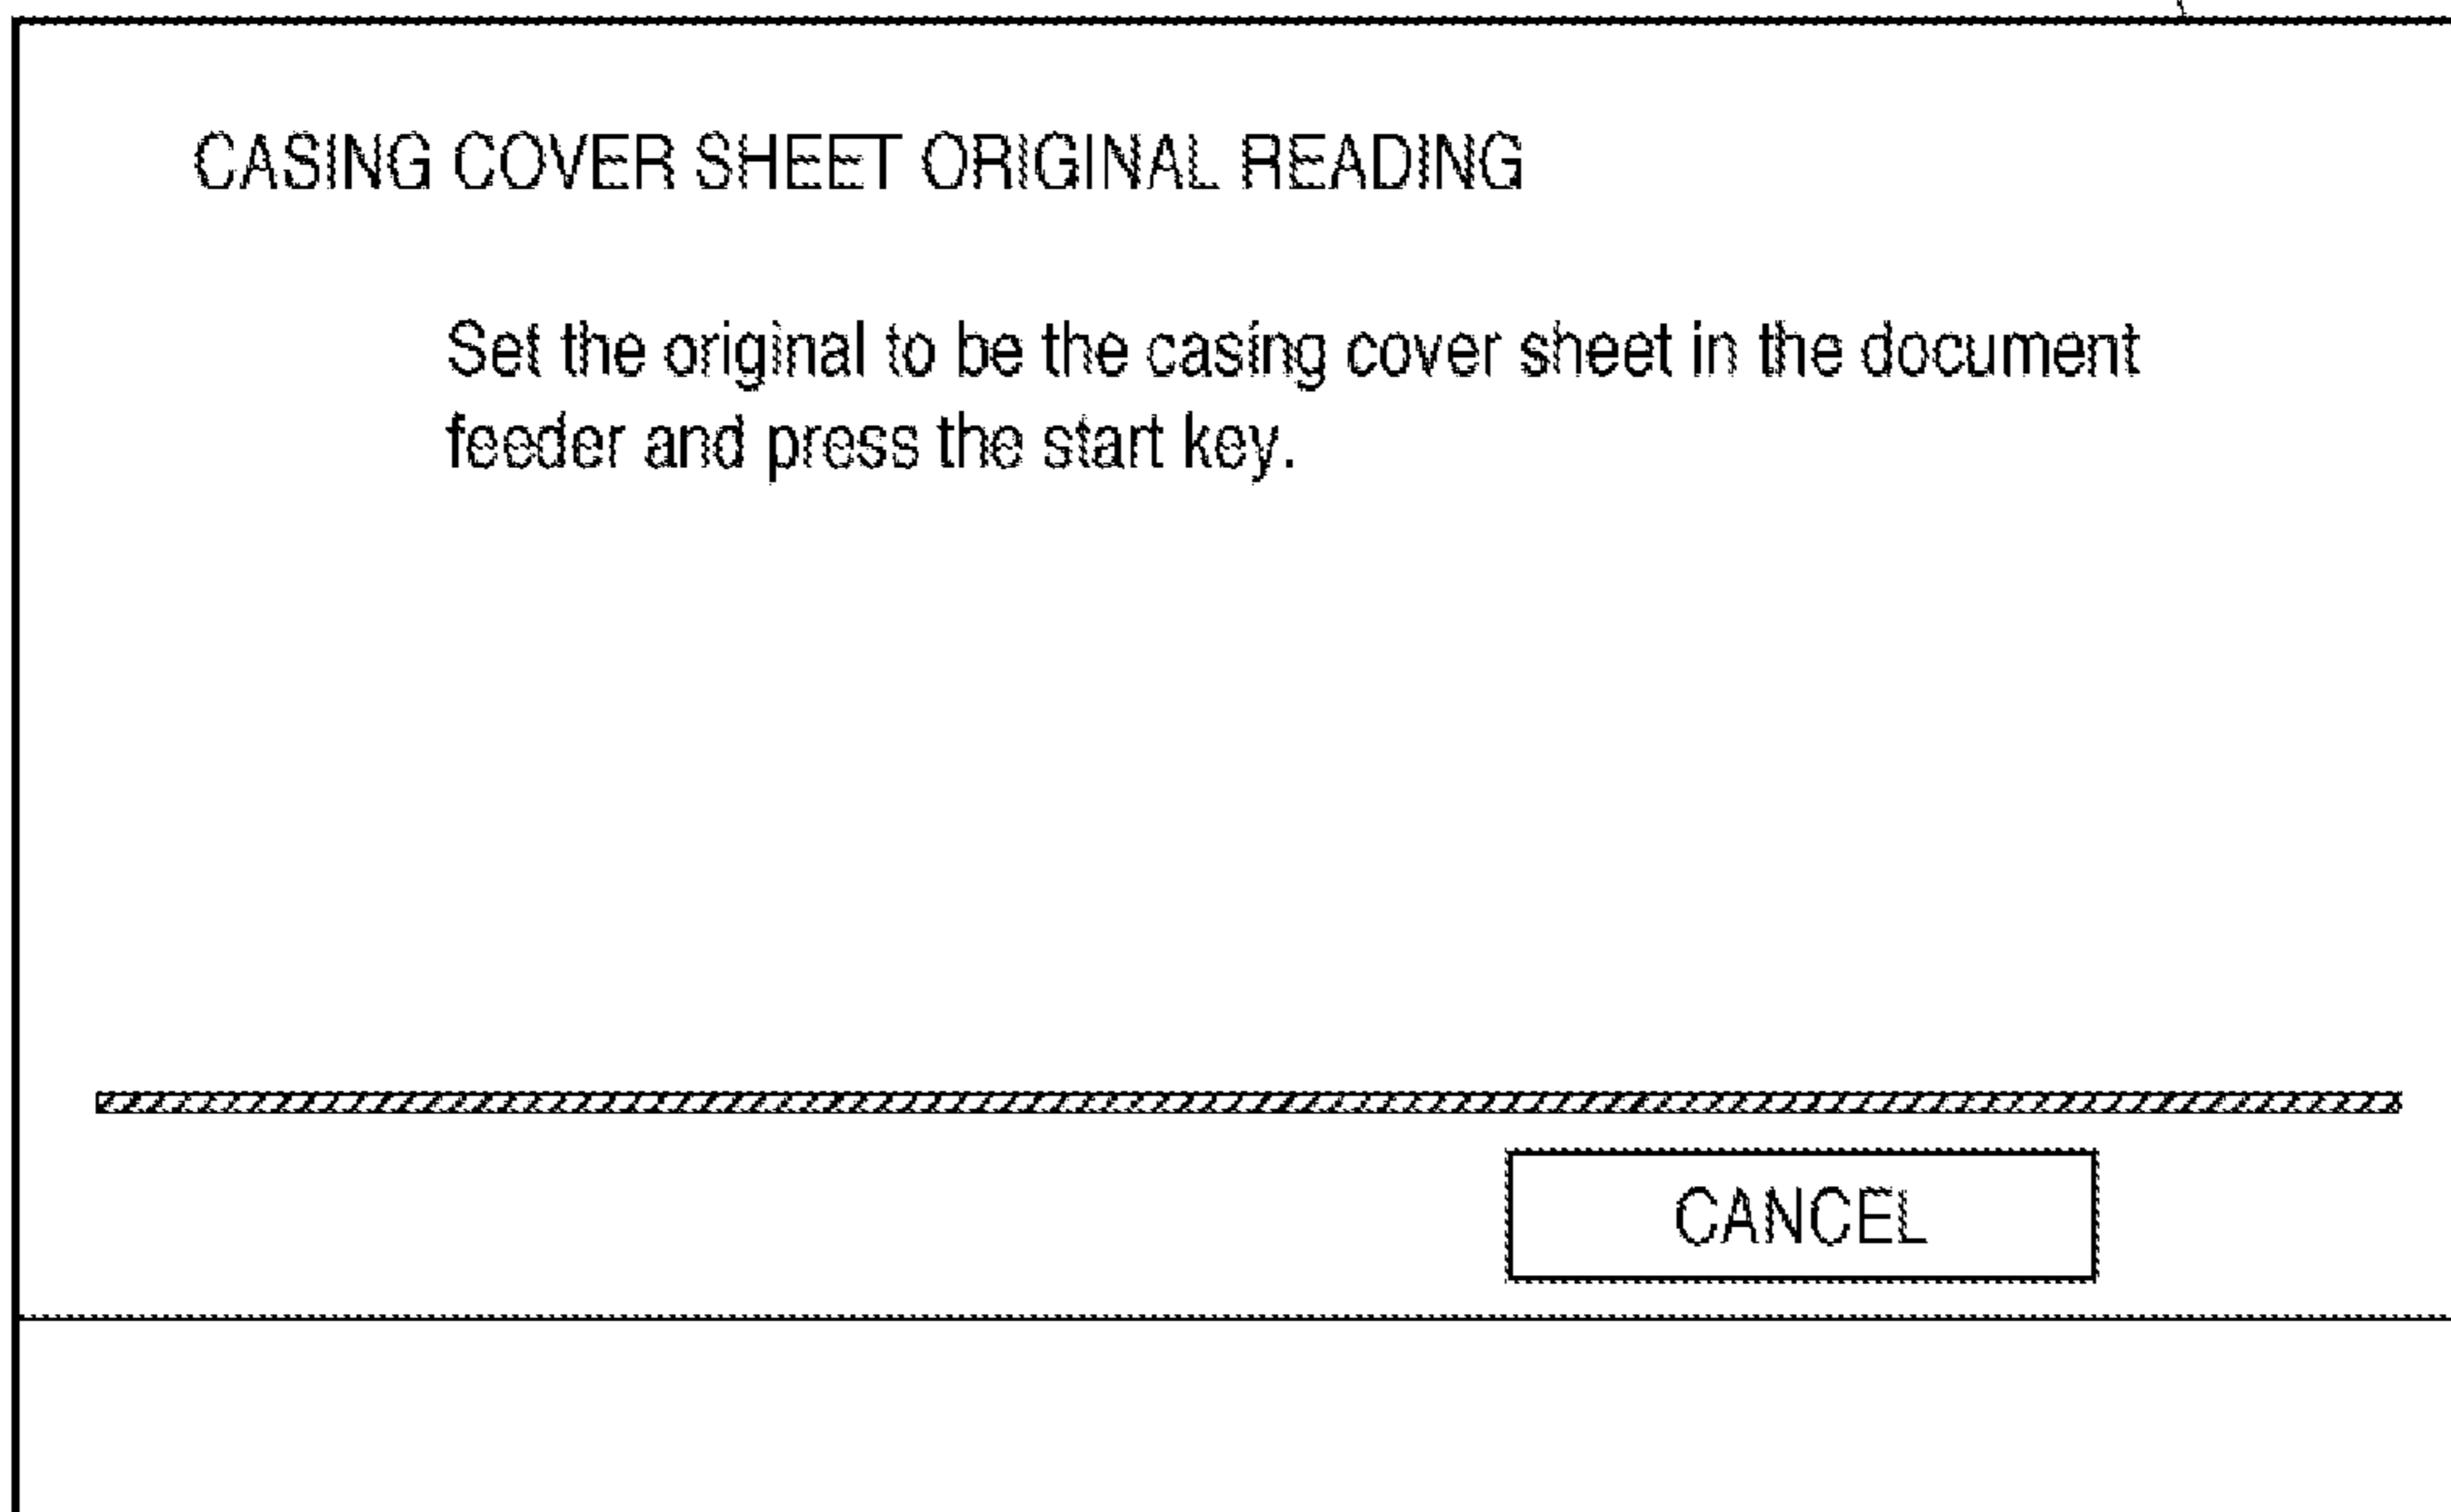 CASING COVER SHEET ORIGINAL READING
Set the original to be the casing cover sheet in the document
feeder and press the start key.
CANCEL